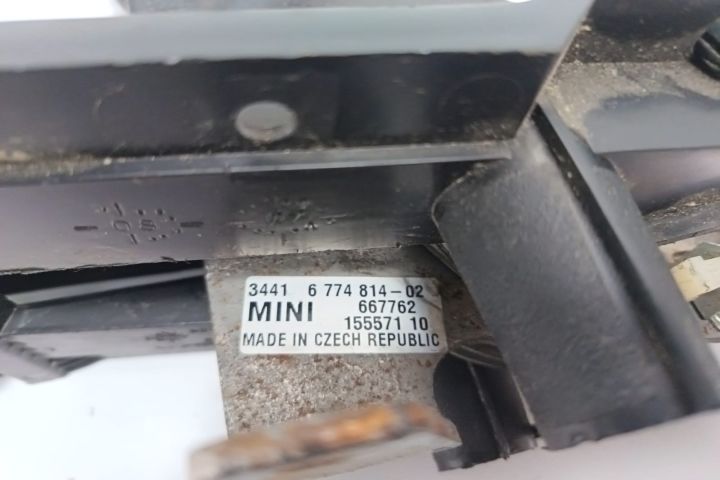 3441 6 774 814-02
MINI 667762
155571 10
MADE IN CZECH REPUBLIC